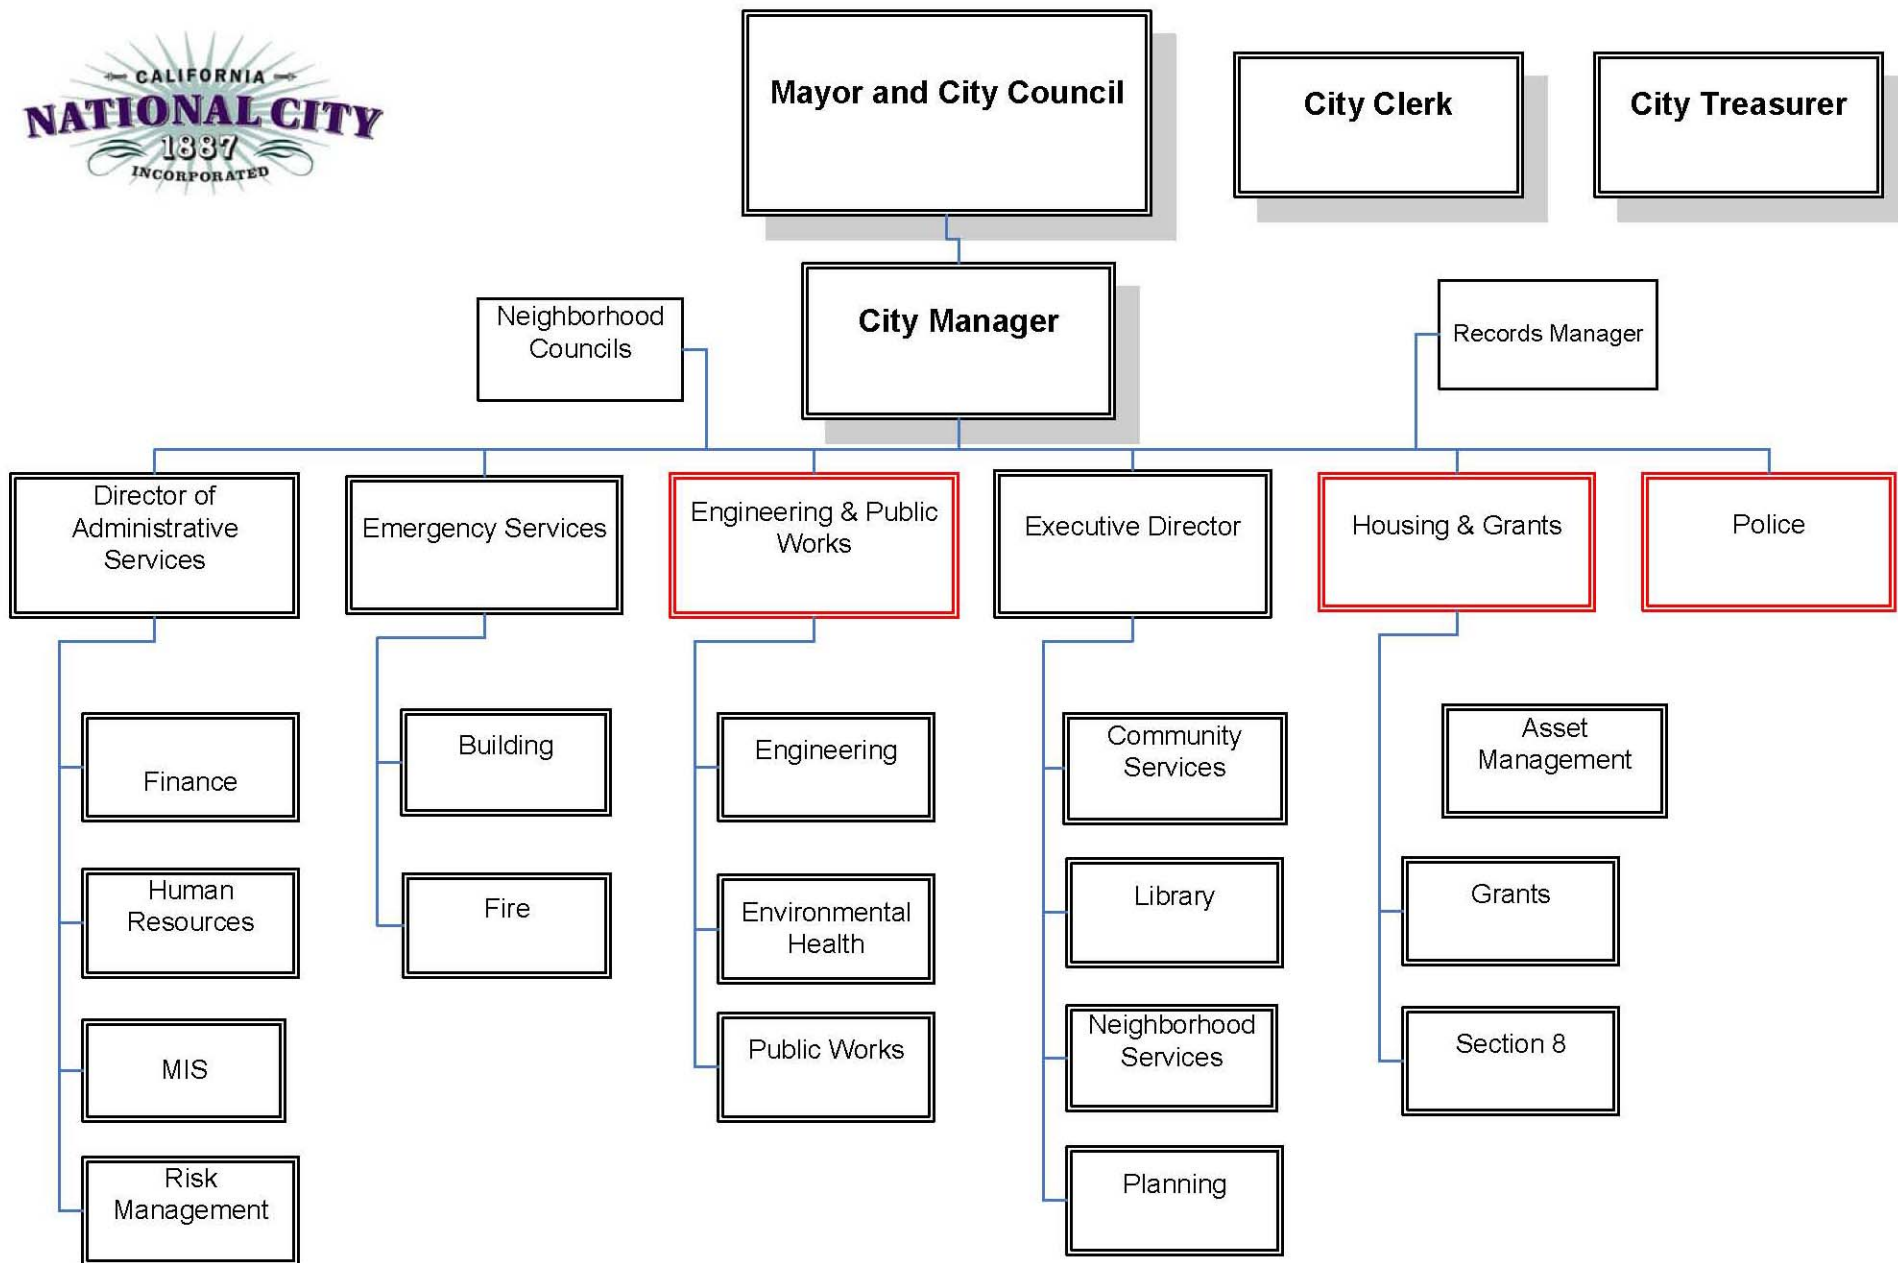 CALIFORNIA
NATIONAL CITY
1887
INCORPORATED
Mayor and City Council
City Clerk
City Treasurer
City Manager
Neighborhood
Councils
Records Manager
Director of
Administrative
Services
Emergency Services
Engineering & Public
Works
Executive Director
Housing & Grants
Police
Finance
Human
Resources
MIS
Risk
Management
Building
Fire
Engineering
Environmental
Health
Public Works
Community
Services
Library
Neighborhood
Services
Planning
Asset
Management
Grants
Section 8